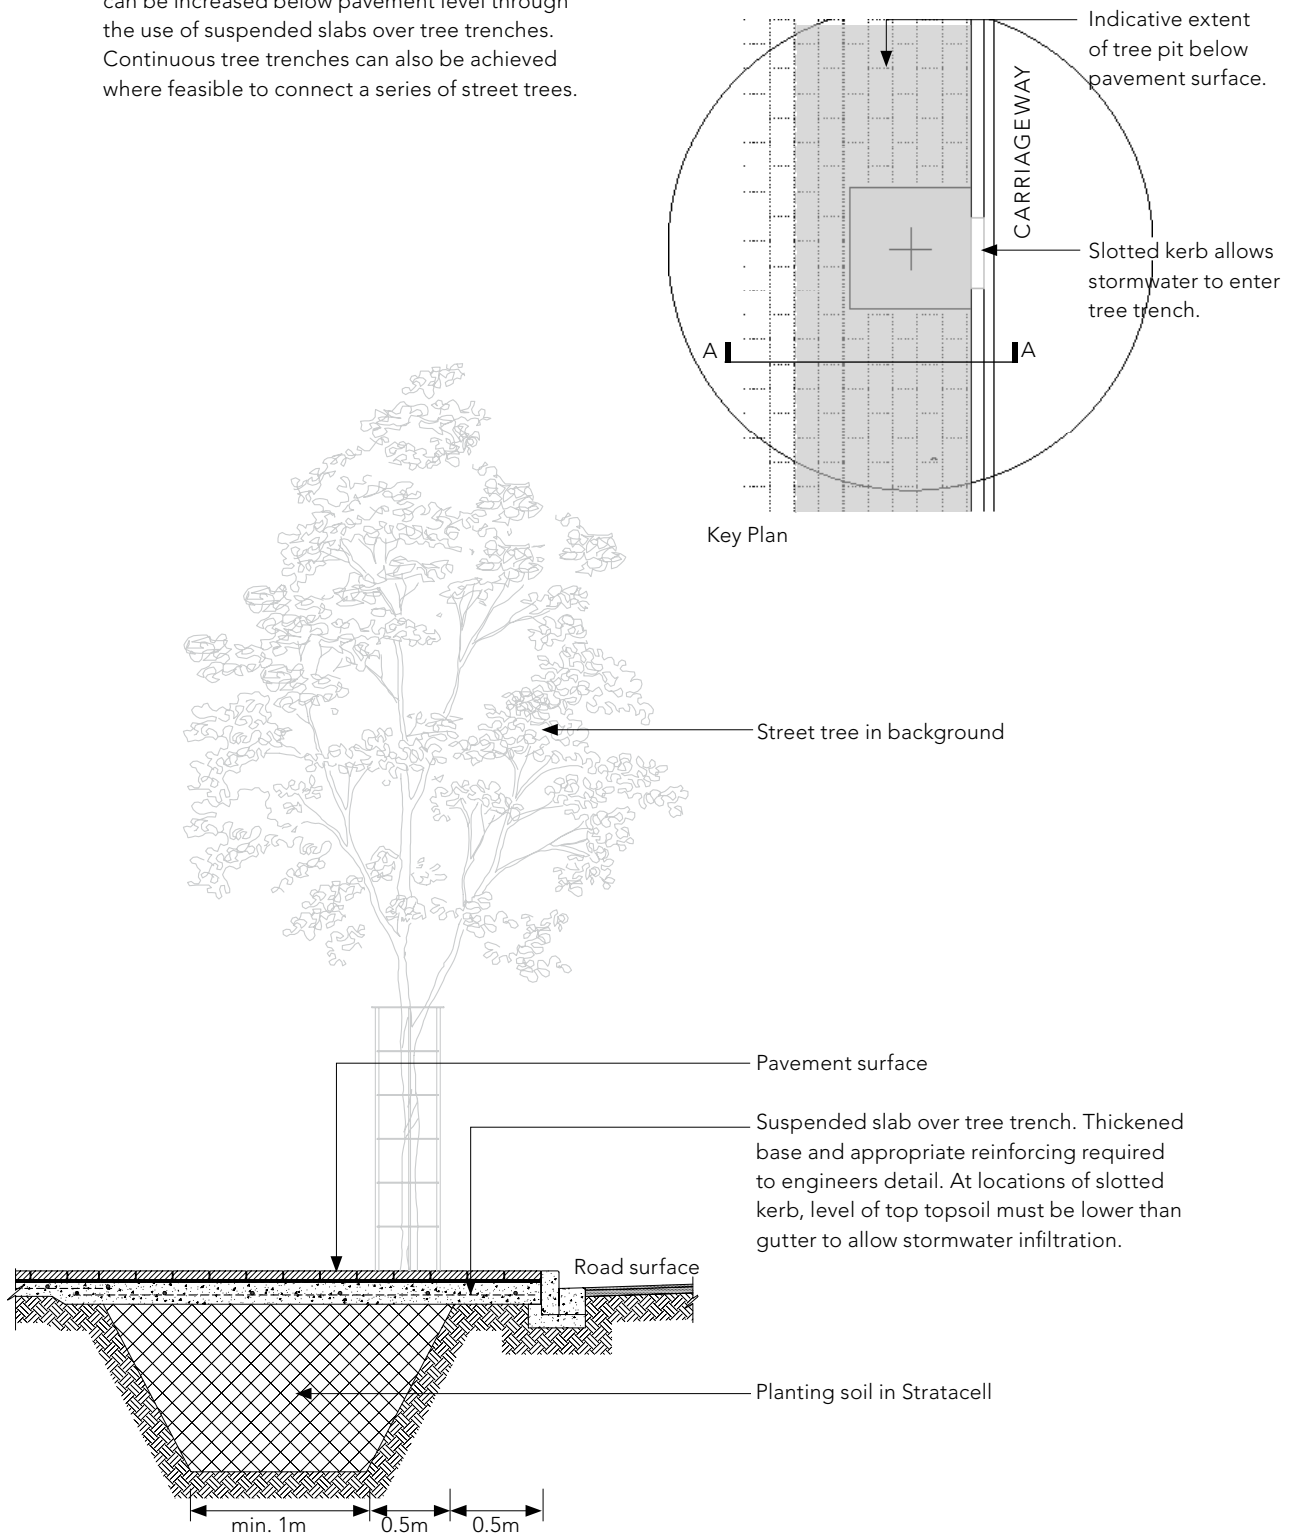 can be increased below pavement level through
the use of suspended slabs over tree trenches.
Continuous tree trenches can also be achieved
where feasible to connect a series of street trees.
Indicative extent
of tree pit below
pavement surface.
CARRIAGEWAY
Slotted kerb allows
stormwater to enter
tree trench.
A A
Key Plan
Street tree in background
Pavement surface
Suspended slab over tree trench. Thickened
base and appropriate reinforcing required
to engineers detail. At locations of slotted
kerb, level of top topsoil must be lower than
gutter to allow stormwater infiltration.
Road surface
Planting soil in Stratacell
min. 1m 0.5m 0.5m